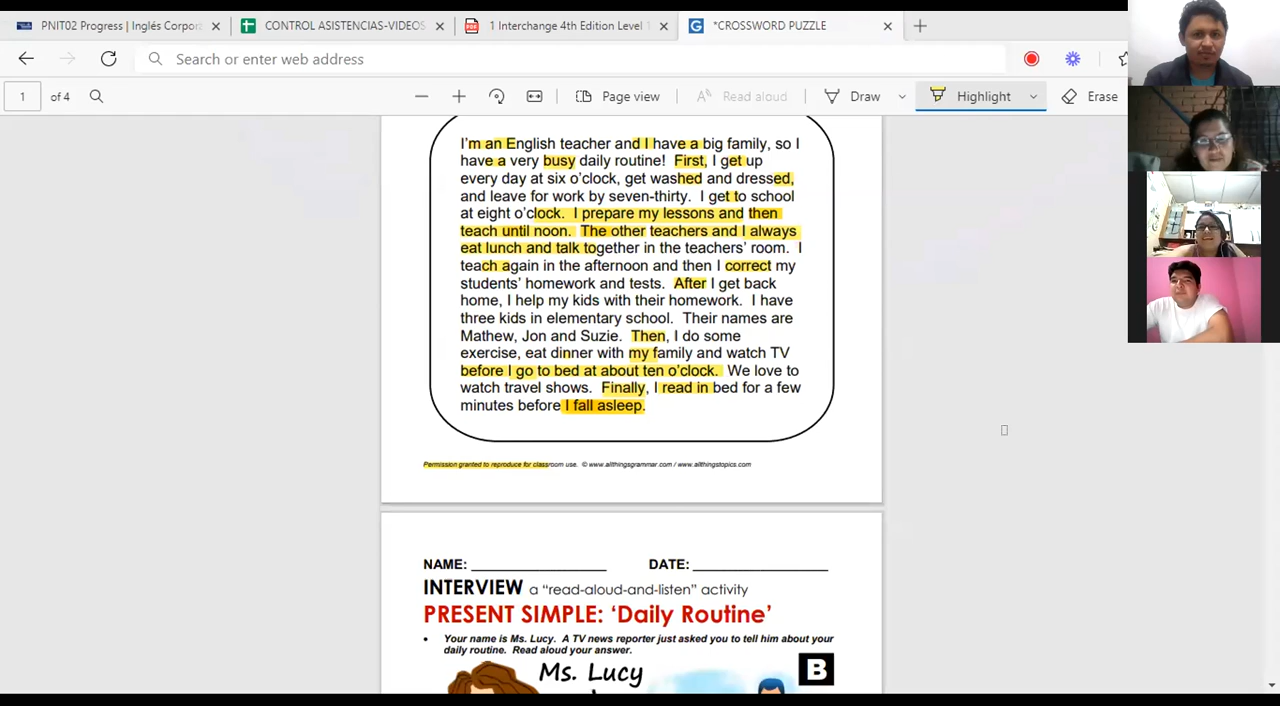 PNIT02 Progress | Inglés Corpor
CONTROL ASISTENCIAS-VIDEOS
1 Interchange 4th Edition Level 1
*CROSSWORD PUZZLE
Search or enter web address
1 of 4
Page view
Read aloud
Draw
Highlight
Erase
I'm an English teacher and I have a big family, so I
have a very busy daily routine! First, I get up
every day at six o'clock, get washed and dressed,
and leave for work by seven-thirty. I get to school
at eight o'clock. I prepare my lessons and then
teach until noon. The other teachers and I always
eat lunch and talk together in the teachers' room. I
teach again in the afternoon and then I correct my
students' homework and tests. After I get back
home, I help my kids with their homework. I have
three kids in elementary school. Their names are
Mathew, Jon and Suzie. Then, I do some
exercise, eat dinner with my family and watch TV
before I go to bed at about ten o'clock. We love to
watch travel shows. Finally, I read in bed for a few
minutes before I fall asleep.
Permission granted to reproduce for classroom use. © www.allthingsgrammar.com / www.allthingstopics.com
NAME: ____________________ DATE: ____________________
INTERVIEW a "read-aloud-and-listen" activity
PRESENT SIMPLE: 'Daily Routine'
• Your name is Ms. Lucy. A TV news reporter just asked you to tell him about your
daily routine. Read aloud your answer.
Ms. Lucy
B